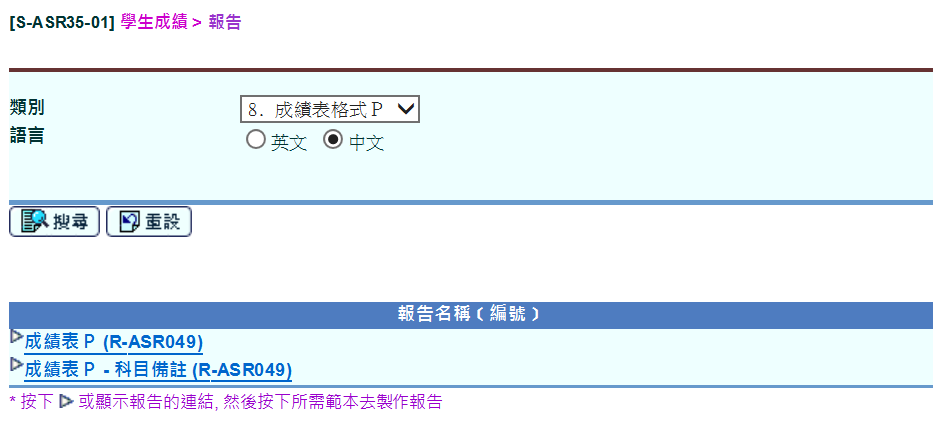 [S-ASR35-01] 學生成績 > 報告
類別 8. 成績表格式 P
語言 英文 中文
搜尋 重設
報告名稱 ( 編號 )
成績表 P (R-ASR049)
成績表 P - 科目備註 (R-ASR049)
* 按下 或顯示報告的連結, 然後按下所需範本去製作報告